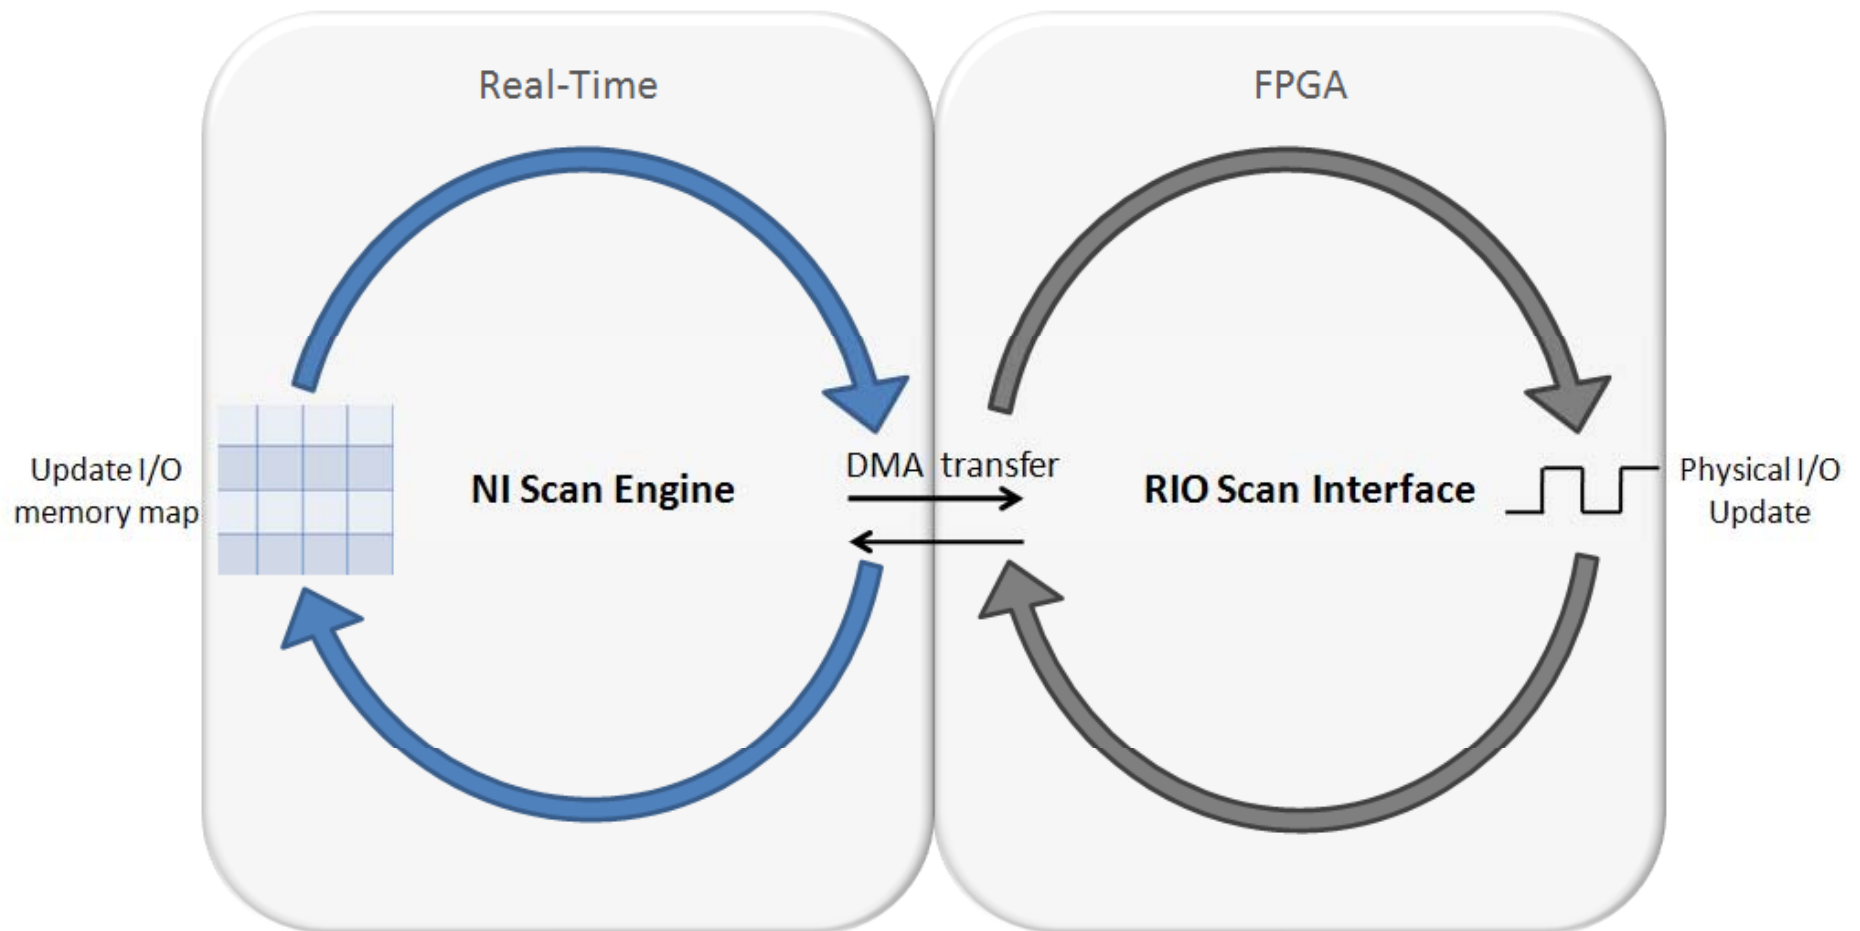 Real-Time
FPGA
Update I/O
memory map
NI Scan Engine
DMA transfer
RIO Scan Interface
Physical I/O
Update